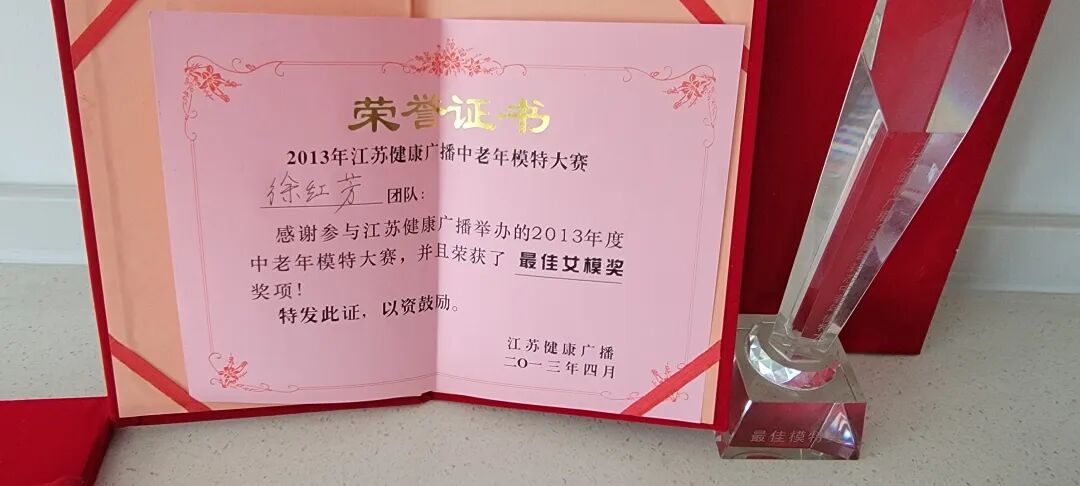 荣誉证书
2013年江苏健康广播中老年模特大赛
徐红芳 团队：
感谢参与江苏健康广播举办的2013年度
中老年模特大赛，并且荣获了 最佳女模奖
奖项！
特发此证，以资鼓励。
江苏健康广播
二〇一三年四月
最佳模特